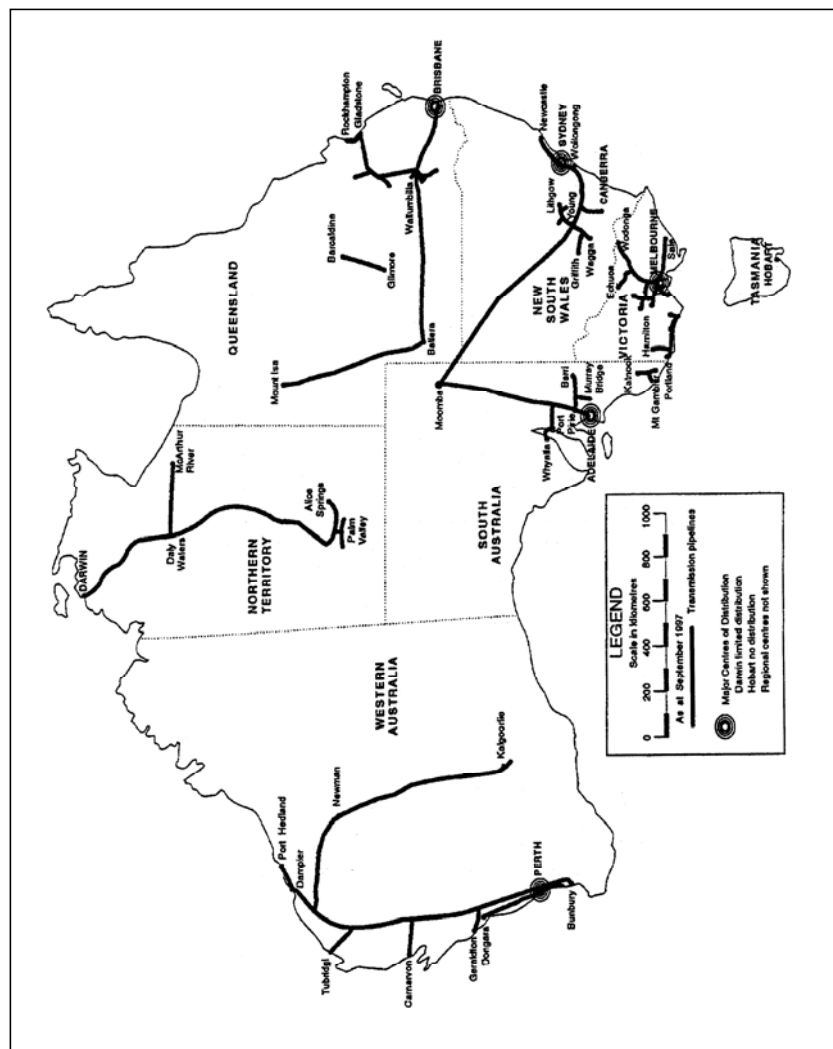 DARWIN
McArthur
River
Daly
Waters
NORTHERN
TERRITORY
Alice
Springs
Palm
Valley
QUEENSLAND
Mount Isa
Barcaldine
Gilmore
Rockhampton
Gladstone
Wallumbilla
BRISBANE
Ballera
WESTERN
AUSTRALIA
Port Hedland
Dampier
Newman
Tubridgi
Carnarvon
Geraldton
Dongara
PERTH
Bunbury
Kalgoorlie
SOUTH
AUSTRALIA
Moomba
Whyalla
Port
Pirie
Berri
Murray
Bridge
ADELAIDE
NEW
SOUTH
WALES
Newcastle
SYDNEY
Wollongong
Lithgow
Young
CANBERRA
Griffith
Wagga
VICTORIA
Wodonga
Echuca
MELBOURNE
Sale
Hamilton
Kalnook
Mt Gambier
Portland
TASMANIA
HOBART
LEGEND
Scale in kilometres
0 200 400 600 800 1000
As at September 1997
Transmission pipelines
Major Centres of Distribution
Darwin limited distribution
Hobart no distribution
Regional centres not shown